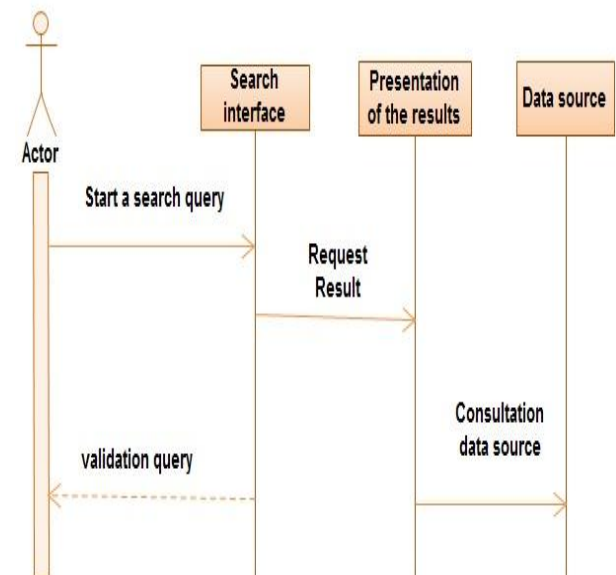 Search
interface
Presentation
of the results
Data source
Actor
Start a search query
Request
Result
Consultation
data source
validation query